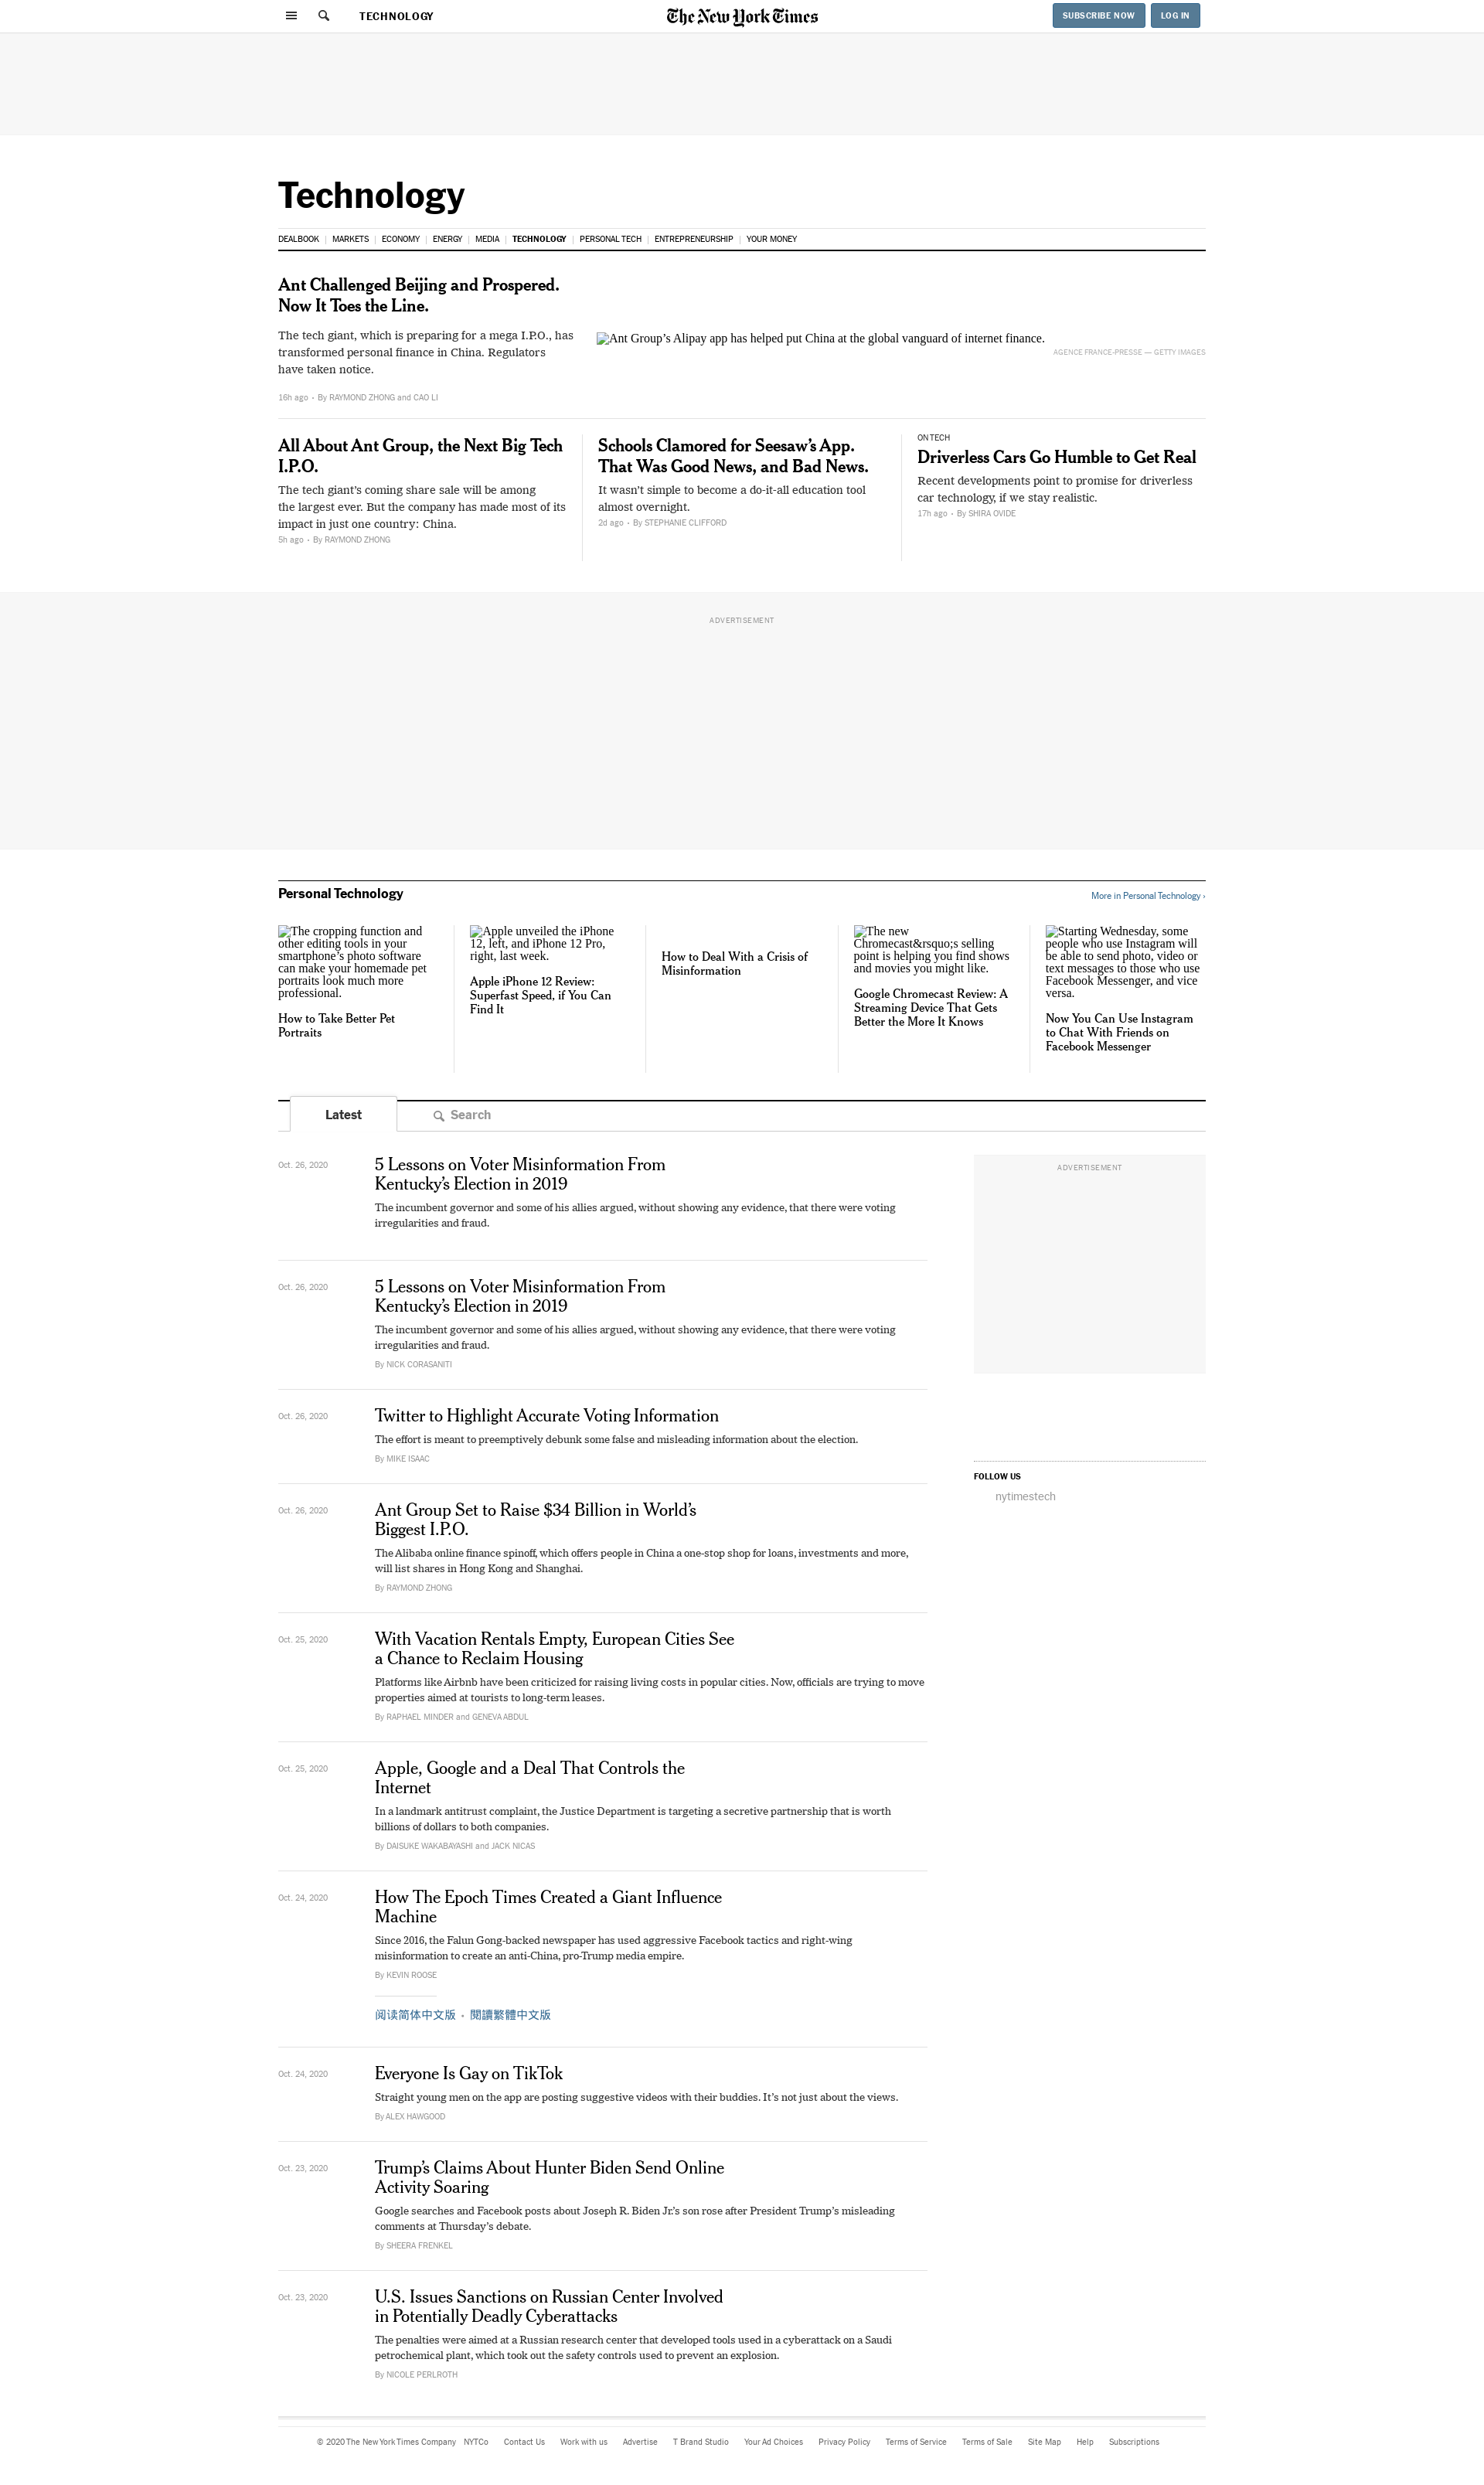 TECHNOLOGY
The New York Times
SUBSCRIBE NOW
LOG IN
Technology
DEALBOOK
MARKETS
ECONOMY
ENERGY
MEDIA
TECHNOLOGY
PERSONAL TECH
ENTREPRENEURSHIP
YOUR MONEY
Ant Challenged Beijing and Prospered.
Now It Toes the Line.
The tech giant, which is preparing for a mega I.P.O., has
transformed personal finance in China. Regulators
have taken notice.
16h ago • By RAYMOND ZHONG and CAO LI
Ant Group’s Alipay app has helped put China at the global vanguard of internet finance.
AGENCE FRANCE-PRESSE — GETTY IMAGES
All About Ant Group, the Next Big Tech
I.P.O.
The tech giant’s coming share sale will be among
the largest ever. But the company has made most of its
impact in just one country: China.
5h ago • By RAYMOND ZHONG
Schools Clamored for Seesaw’s App.
That Was Good News, and Bad News.
It wasn’t simple to become a do-it-all education tool
almost overnight.
2d ago • By STEPHANIE CLIFFORD
ON TECH
Driverless Cars Go Humble to Get Real
Recent developments point to promise for driverless
car technology, if we stay realistic.
17h ago • By SHIRA OVIDE
ADVERTISEMENT
Personal Technology
More in Personal Technology ›
The cropping function and
other editing tools in your
smartphone’s photo software
can make your homemade pet
portraits look much more
professional.
How to Take Better Pet
Portraits
Apple unveiled the iPhone
12, left, and iPhone 12 Pro,
right, last week.
Apple iPhone 12 Review:
Superfast Speed, if You Can
Find It
How to Deal With a Crisis of
Misinformation
The new
Chromecast&rsquo;s selling
point is helping you find shows
and movies you might like.
Google Chromecast Review: A
Streaming Device That Gets
Better the More It Knows
Starting Wednesday, some
people who use Instagram will
be able to send photo, video or
text messages to those who use
Facebook Messenger, and vice
versa.
Now You Can Use Instagram
to Chat With Friends on
Facebook Messenger
Latest
Search
Oct. 26, 2020
5 Lessons on Voter Misinformation From
Kentucky’s Election in 2019
The incumbent governor and some of his allies argued, without showing any evidence, that there were voting
irregularities and fraud.
Oct. 26, 2020
5 Lessons on Voter Misinformation From
Kentucky’s Election in 2019
The incumbent governor and some of his allies argued, without showing any evidence, that there were voting
irregularities and fraud.
By NICK CORASANITI
Oct. 26, 2020
Twitter to Highlight Accurate Voting Information
The effort is meant to preemptively debunk some false and misleading information about the election.
By MIKE ISAAC
Oct. 26, 2020
Ant Group Set to Raise $34 Billion in World’s
Biggest I.P.O.
The Alibaba online finance spinoff, which offers people in China a one-stop shop for loans, investments and more,
will list shares in Hong Kong and Shanghai.
By RAYMOND ZHONG
Oct. 25, 2020
With Vacation Rentals Empty, European Cities See
a Chance to Reclaim Housing
Platforms like Airbnb have been criticized for raising living costs in popular cities. Now, officials are trying to move
properties aimed at tourists to long-term leases.
By RAPHAEL MINDER and GENEVA ABDUL
Oct. 25, 2020
Apple, Google and a Deal That Controls the
Internet
In a landmark antitrust complaint, the Justice Department is targeting a secretive partnership that is worth
billions of dollars to both companies.
By DAISUKE WAKABAYASHI and JACK NICAS
Oct. 24, 2020
How The Epoch Times Created a Giant Influence
Machine
Since 2016, the Falun Gong-backed newspaper has used aggressive Facebook tactics and right-wing
misinformation to create an anti-China, pro-Trump media empire.
By KEVIN ROOSE
阅读简体中文版 • 閱讀繁體中文版
Oct. 24, 2020
Everyone Is Gay on TikTok
Straight young men on the app are posting suggestive videos with their buddies. It’s not just about the views.
By ALEX HAWGOOD
Oct. 23, 2020
Trump’s Claims About Hunter Biden Send Online
Activity Soaring
Google searches and Facebook posts about Joseph R. Biden Jr.’s son rose after President Trump’s misleading
comments at Thursday’s debate.
By SHEERA FRENKEL
Oct. 23, 2020
U.S. Issues Sanctions on Russian Center Involved
in Potentially Deadly Cyberattacks
The penalties were aimed at a Russian research center that developed tools used in a cyberattack on a Saudi
petrochemical plant, which took out the safety controls used to prevent an explosion.
By NICOLE PERLROTH
ADVERTISEMENT
FOLLOW US
nytimestech
© 2020 The New York Times Company
NYTCo
Contact Us
Work with us
Advertise
T Brand Studio
Your Ad Choices
Privacy Policy
Terms of Service
Terms of Sale
Site Map
Help
Subscriptions